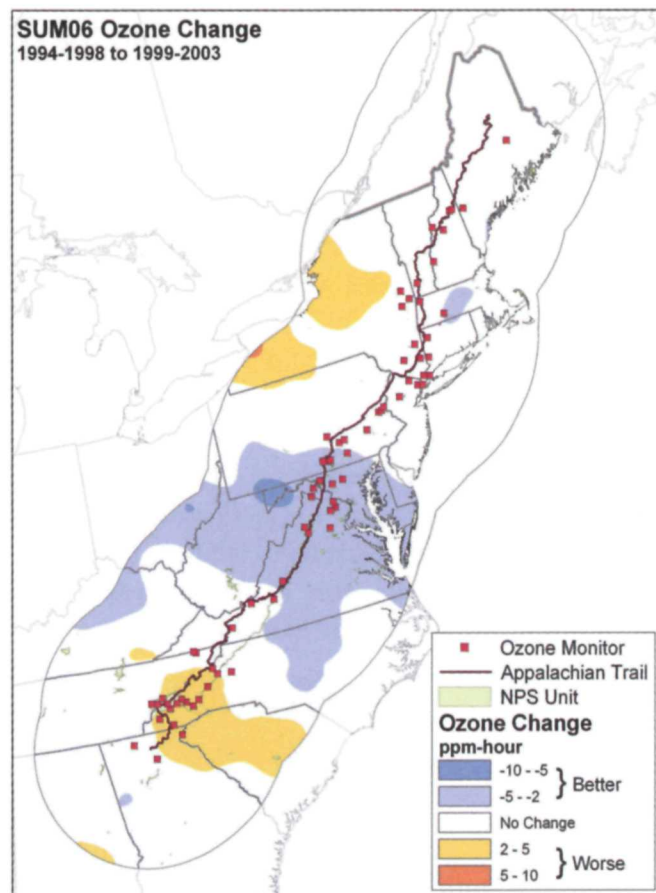 SUM06 Ozone Change
1994-1998 to 1999-2003
Ozone Monitor
Appalachian Trail
NPS Unit
Ozone Change
ppm-hour
-10 - -5
-5 - -2
Better
No Change
2 - 5
5 - 10
Worse